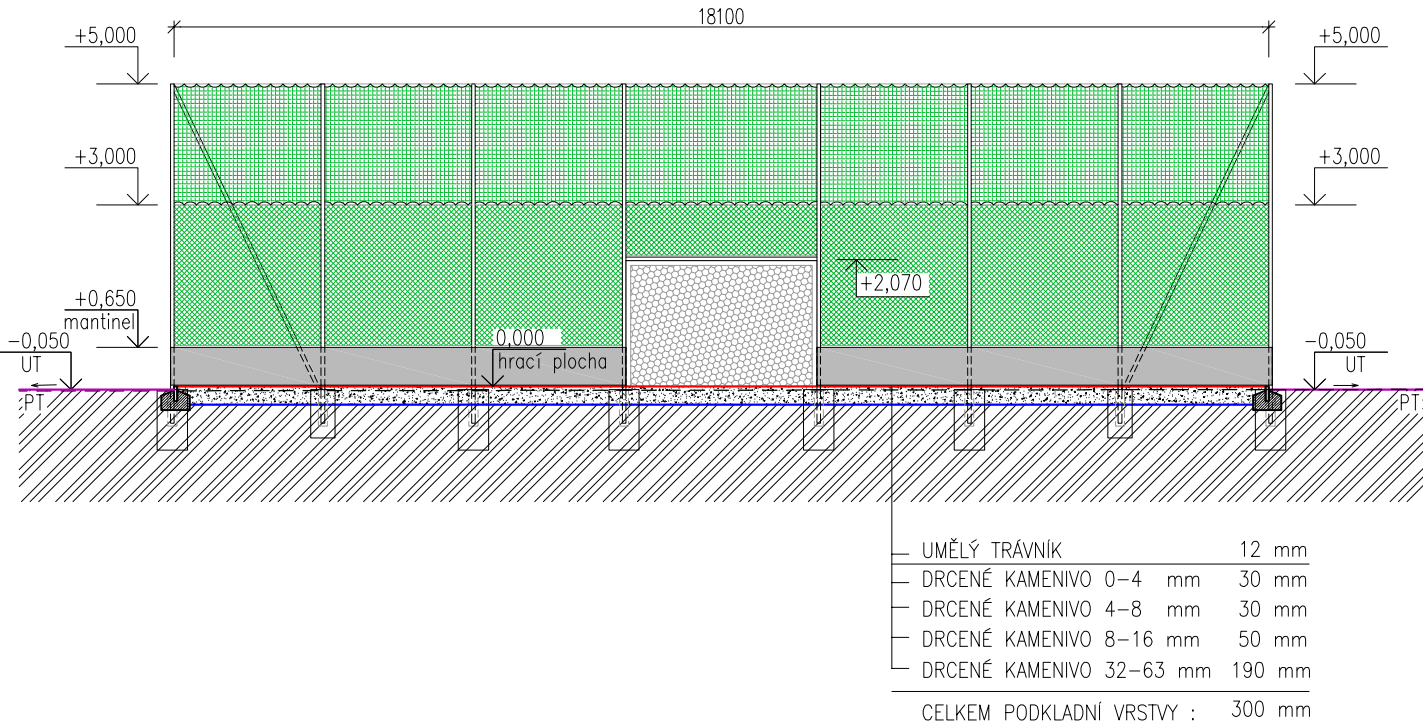 18100
+5,000
+5,000
+3,000
+3,000
+2,070
+0,650
mantinel
0,000
hrací plocha
-0,050
UT
-0,050
UT
PT
PT
UMĚLÝ TRÁVNÍK 12 mm
DRCENÉ KAMENIVO 0-4 mm 30 mm
DRCENÉ KAMENIVO 4-8 mm 30 mm
DRCENÉ KAMENIVO 8-16 mm 50 mm
DRCENÉ KAMENIVO 32-63 mm 190 mm
CELKEM PODKLADNÍ VRSTVY : 300 mm